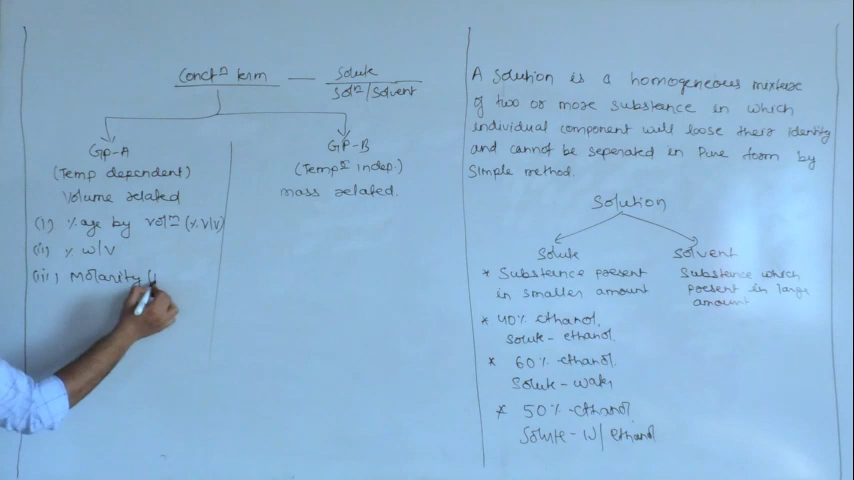 Conctn term — Solute
Soln/Solvent
GP-A
(Temp dependent)
Volume related
(i) %age by voln (% V/V)
(ii) % W/V
(iii) Molarity (
GP-B
(Tempr indep.)
mass related.
A Solution is a homogeneous mixture
of two or more substance in which
individual component will loose their identity
and cannot be seperated in Pure form by
Simple method.
Solution
Solute
* Substance present
in smaller amount
Solvent
Substance which
present in large
amount
* 40% ethanol.
Solute - ethanol.
* 60% ethanol.
Solute - water
* 50% ethanol.
Solute - W/ethanol